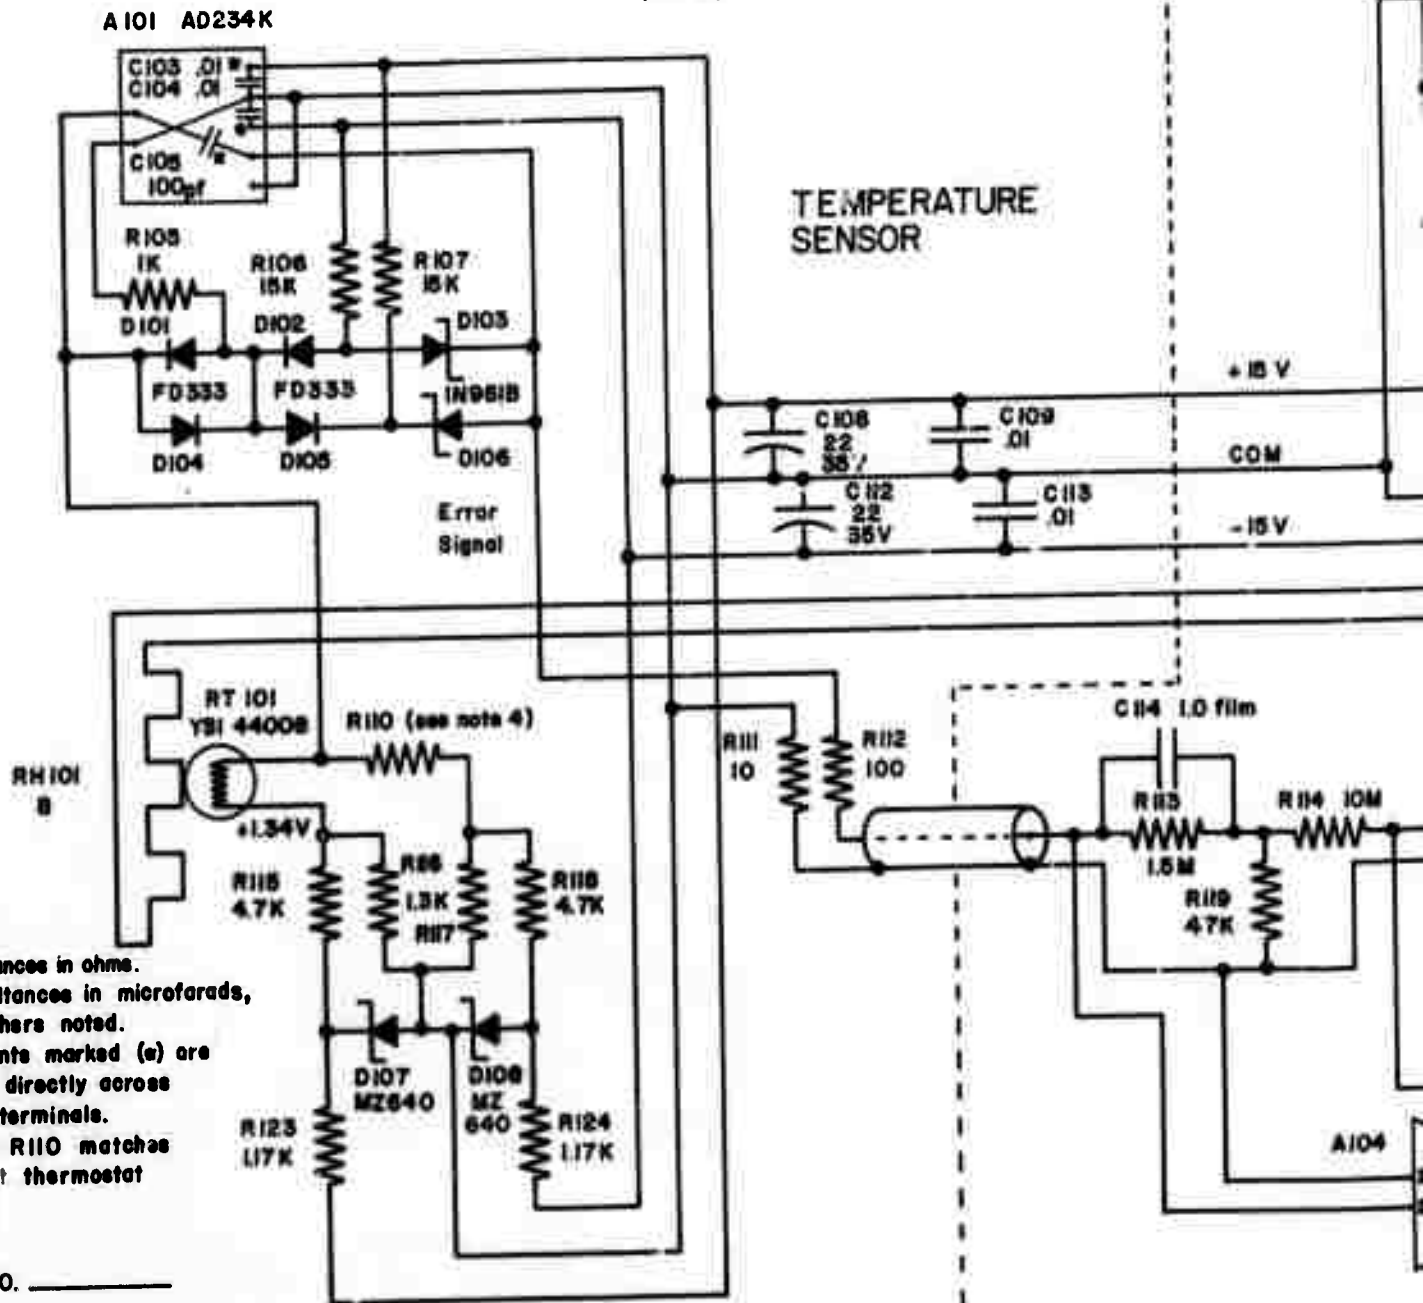 A101 AD234K
C103 .01 *
C104 .01
*
*
C105
100pf
R105
1K
R106
15K
R107
15K
D101
D102
D103
FD333
FD333
1N961B
D104
D105
D106
Error
Signal
TEMPERATURE
SENSOR
+15 V
C108
22
35V
C109
.01
COM
C112
22
35V
C113
.01
-15 V
RT 101
YSI 44008
R110 (see note 4)
RH101
8
+1.34V
R111
10
R112
100
C114 1.0 film
R113
1.5M
R114 10M
R119
47K
R115
4.7K
R116
1.3K
R117
R118
4.7K
ances in ohms.
itances in microfarads,
hers noted.
nts marked (*) are
directly across
terminals.
R110 matches
t thermostat
D107
MZ640
D108
MZ
640
R123
1.17K
R124
1.17K
A104
O.